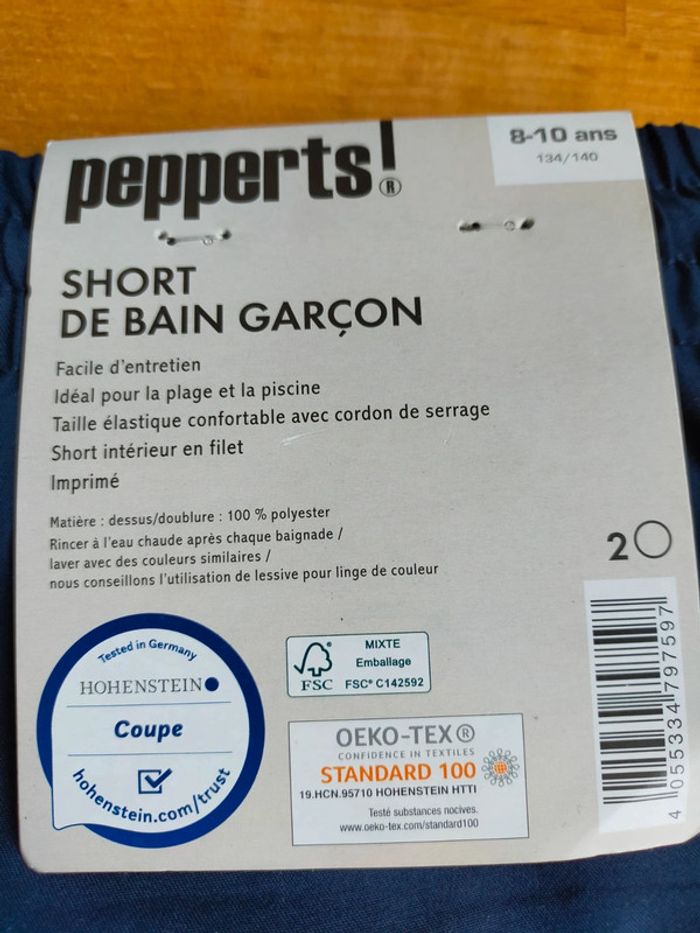 pepperts!®
8-10 ans
134/140
SHORT
DE BAIN GARÇON
Facile d'entretien
Idéal pour la plage et la piscine
Taille élastique confortable avec cordon de serrage
Short intérieur en filet
Imprimé
Matière : dessus/doublure : 100 % polyester
Rincer à l'eau chaude après chaque baignade /
laver avec des couleurs similaires /
nous conseillons l'utilisation de lessive pour linge de couleur
2
Tested in Germany
HOHENSTEIN
Coupe
hohenstein.com/trust
MIXTE
Emballage
FSC FSC® C142592
OEKO-TEX®
CONFIDENCE IN TEXTILES
STANDARD 100
19.HCN.95710 HOHENSTEIN HTTI
Testé substances nocives.
www.oeko-tex.com/standard100
4 055334 797597